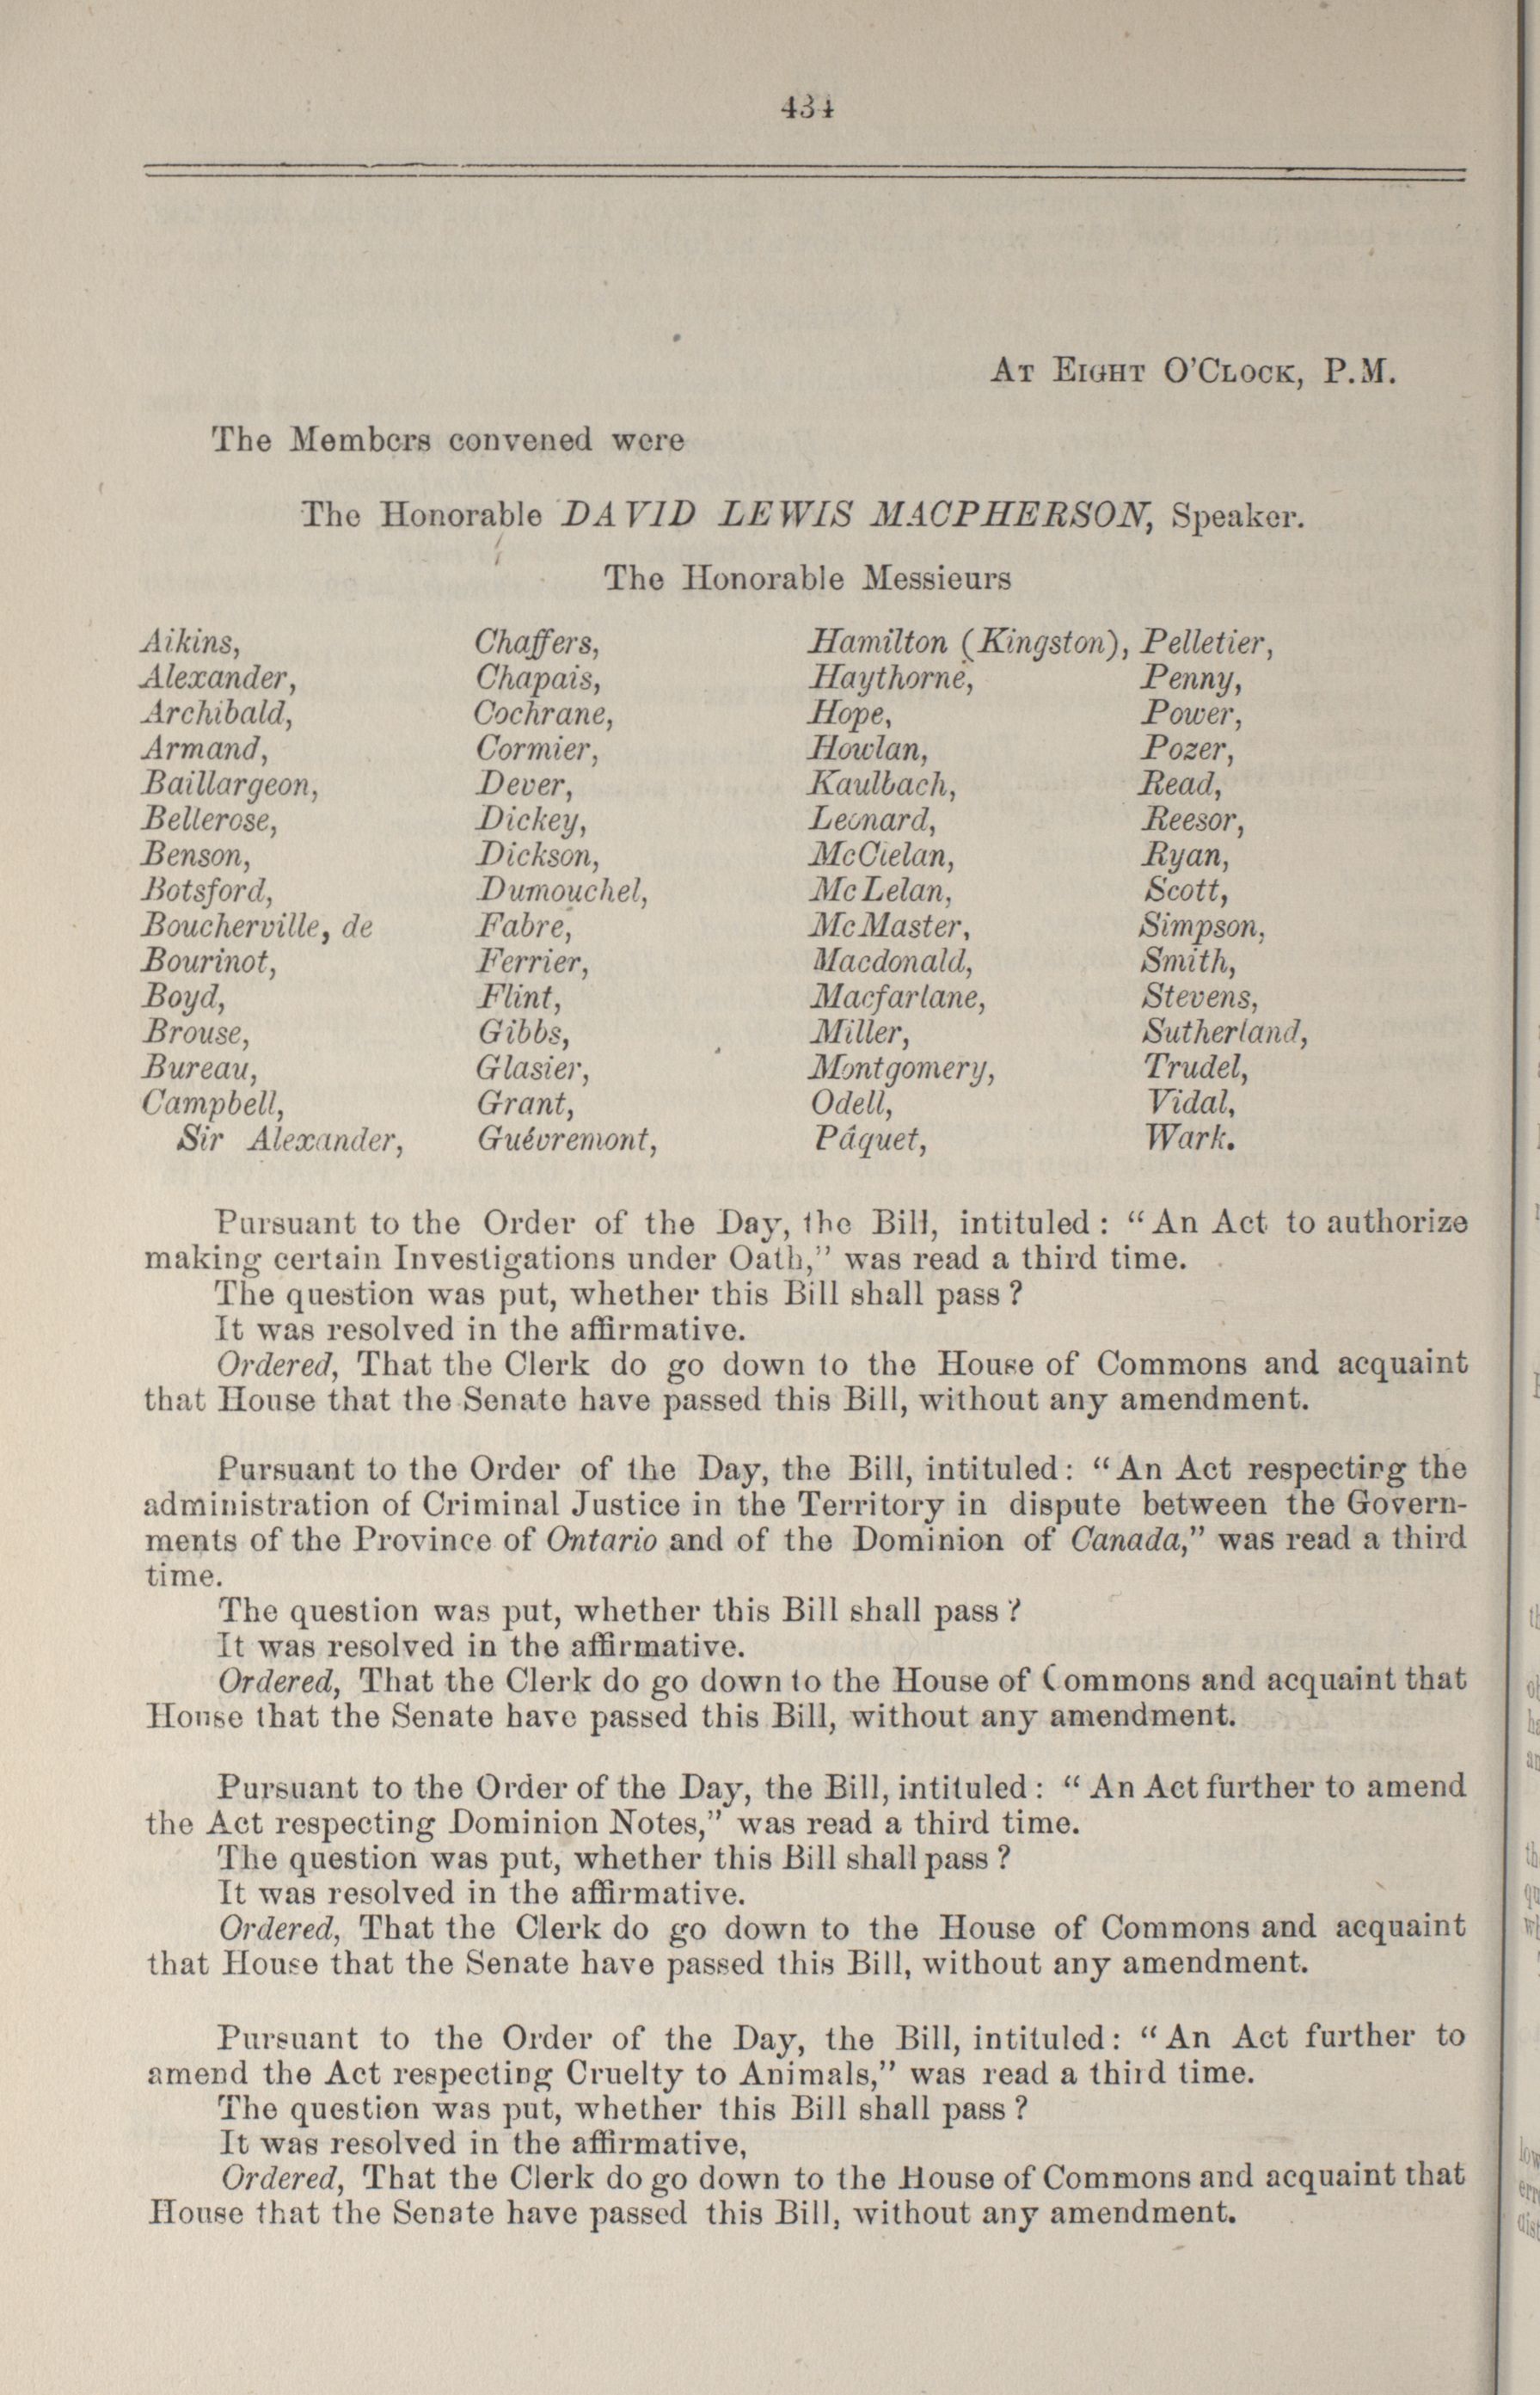 434
AT EIGHT O'CLOCK, P.M.
The Members convened were
The Honorable DAVID LEWIS MACPHERSON, Speaker.
The Honorable Messieurs
Aikins, Chaffers, Hamilton (Kingston), Pelletier,
Alexander, Chapais, Haythorne, Penny,
Archibald, Cochrane, Hope, Power,
Armand, Cormier, Howlan, Pozer,
Baillargeon, Dever, Kaulbach, Read,
Bellerose, Dickey, Leonard, Reesor,
Benson, Dickson, McClelan, Ryan,
Botsford, Dumouchel, McLelan, Scott,
Boucherville, de Fabre, McMaster, Simpson,
Bourinot, Ferrier, Macdonald, Smith,
Boyd, Flint, Macfarlane, Stevens,
Brouse, Gibbs, Miller, Sutherland,
Bureau, Glasier, Montgomery, Trudel,
Campbell, Grant, Odell, Vidal,
Sir Alexander, Guévremont, Pâquet, Wark.
Pursuant to the Order of the Day, the Bill, intituled: "An Act to authorize
making certain Investigations under Oath," was read a third time.
The question was put, whether this Bill shall pass?
It was resolved in the affirmative.
Ordered, That the Clerk do go down to the House of Commons and acquaint
that House that the Senate have passed this Bill, without any amendment.
Pursuant to the Order of the Day, the Bill, intituled: "An Act respecting the
administration of Criminal Justice in the Territory in dispute between the Govern-
ments of the Province of Ontario and of the Dominion of Canada," was read a third
time.
The question was put, whether this Bill shall pass?
It was resolved in the affirmative.
Ordered, That the Clerk do go down to the House of Commons and acquaint that
House that the Senate have passed this Bill, without any amendment.
Pursuant to the Order of the Day, the Bill, intituled: "An Act further to amend
the Act respecting Dominion Notes," was read a third time.
The question was put, whether this Bill shall pass?
It was resolved in the affirmative.
Ordered, That the Clerk do go down to the House of Commons and acquaint
that House that the Senate have passed this Bill, without any amendment.
Pursuant to the Order of the Day, the Bill, intituled: "An Act further to
amend the Act respecting Cruelty to Animals," was read a third time.
The question was put, whether this Bill shall pass?
It was resolved in the affirmative,
Ordered, That the Clerk do go down to the House of Commons and acquaint that
House that the Senate have passed this Bill, without any amendment.